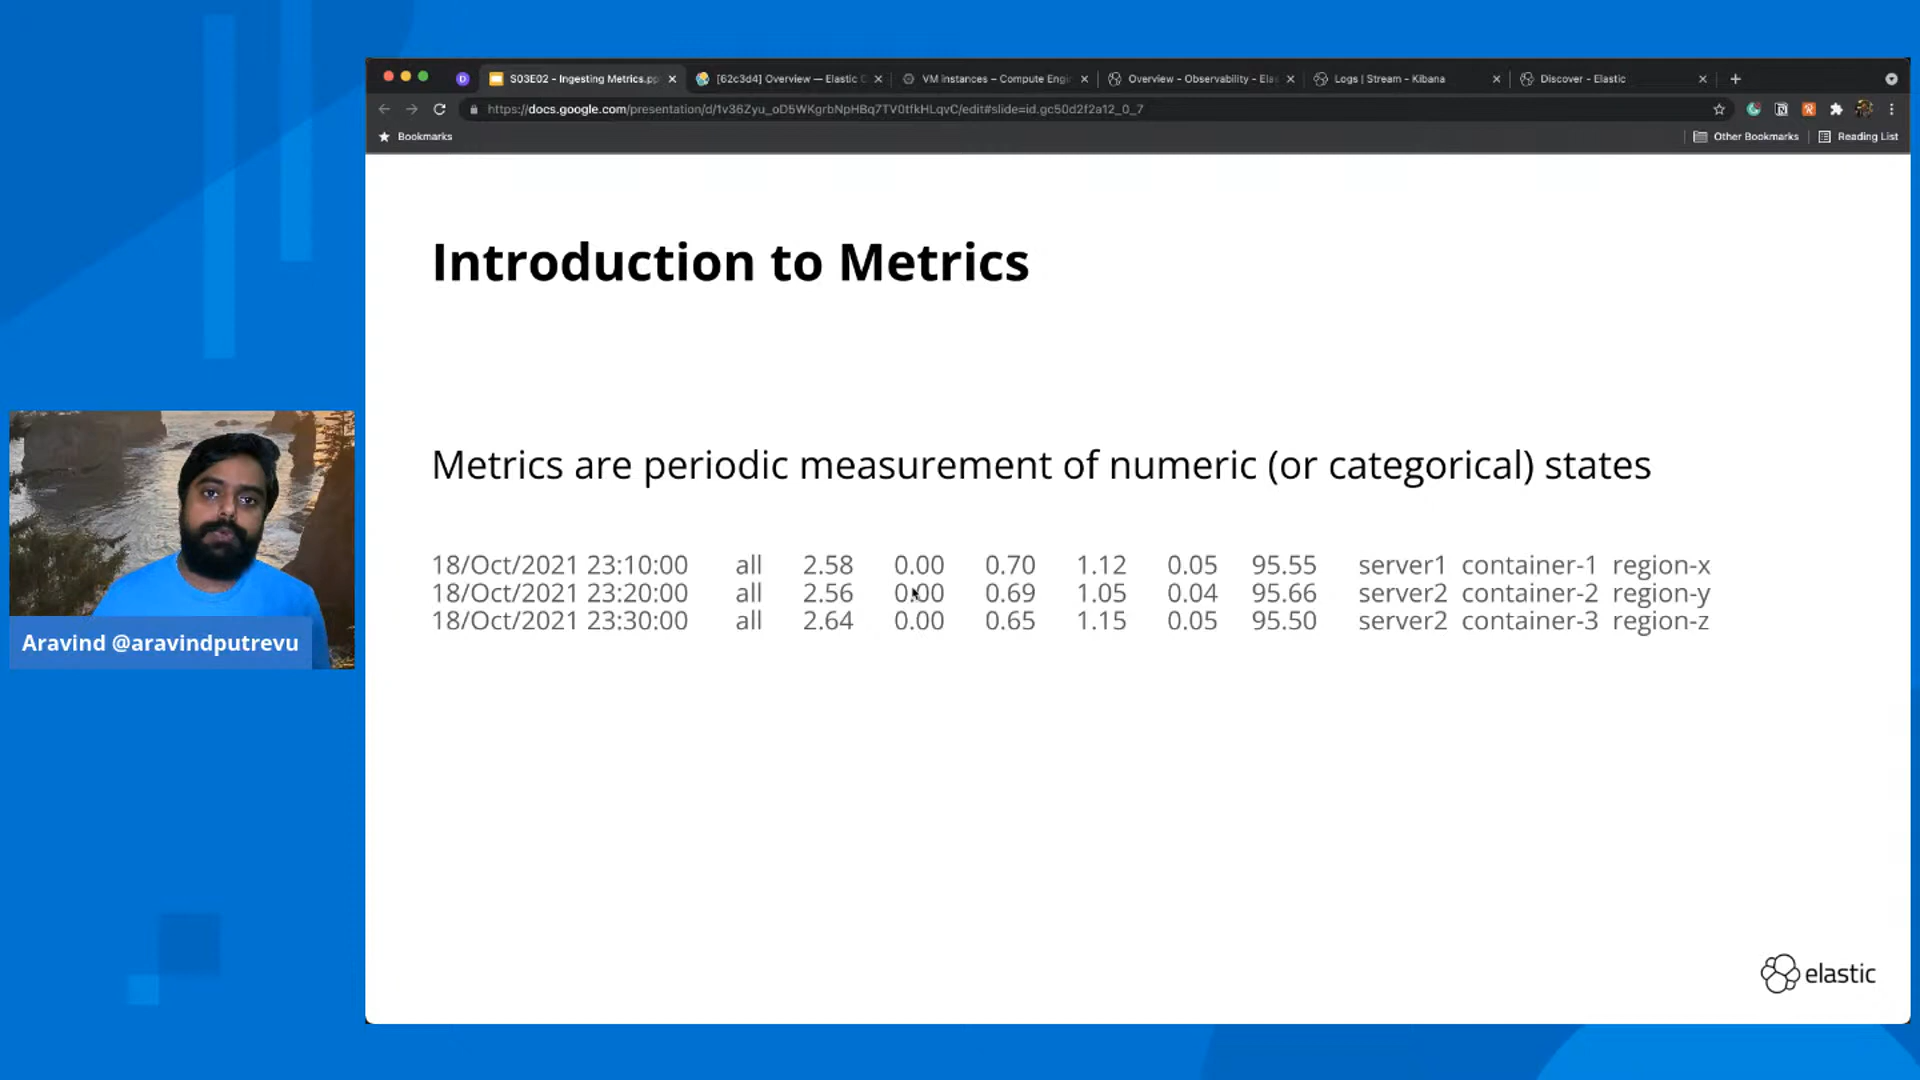 S03E02 - Ingesting Metrics.pp
[62c3d4] Overview — Elastic C
VM instances – Compute Engi
Overview - Observability - Elas
Logs | Stream - Kibana
Discover - Elastic
https://docs.google.com/presentation/d/1v36Zyu_oD5WKgrbNpHBq7TV0tfkHLqvC/edit#slide=id.gc50d2f2a12_0_7
Bookmarks
Other Bookmarks
Reading List
Introduction to Metrics
Metrics are periodic measurement of numeric (or categorical) states
18/Oct/2021 23:10:00 all 2.58 0.00 0.70 1.12 0.05 95.55 server1 container-1 region-x
18/Oct/2021 23:20:00 all 2.56 0.00 0.69 1.05 0.04 95.66 server2 container-2 region-y
18/Oct/2021 23:30:00 all 2.64 0.00 0.65 1.15 0.05 95.50 server2 container-3 region-z
Aravind @aravindputrevu
elastic